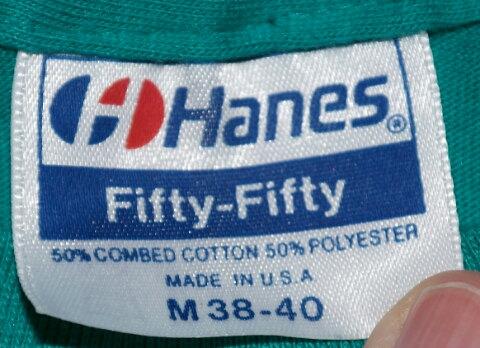 Hanes®
Fifty-Fifty
50% COMBED COTTON 50% POLYESTER
MADE IN U.S.A
M 38-40